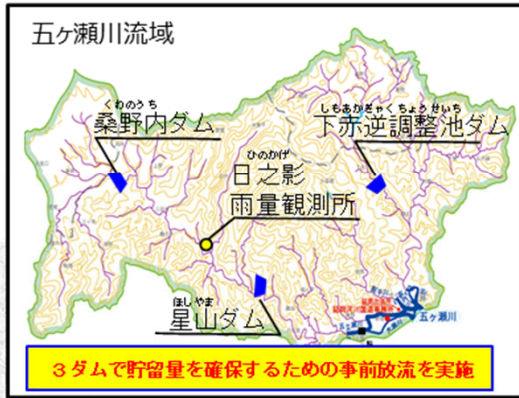 五ヶ瀬川流域
くわのうち
桑野内ダム
しもあかぎゃくちょうせいち
下赤逆調整池ダム
ひのかげ
日之影
雨量観測所
ほしやま
星山ダム
五ヶ瀬川
3ダムで貯留量を確保するための事前放流を実施